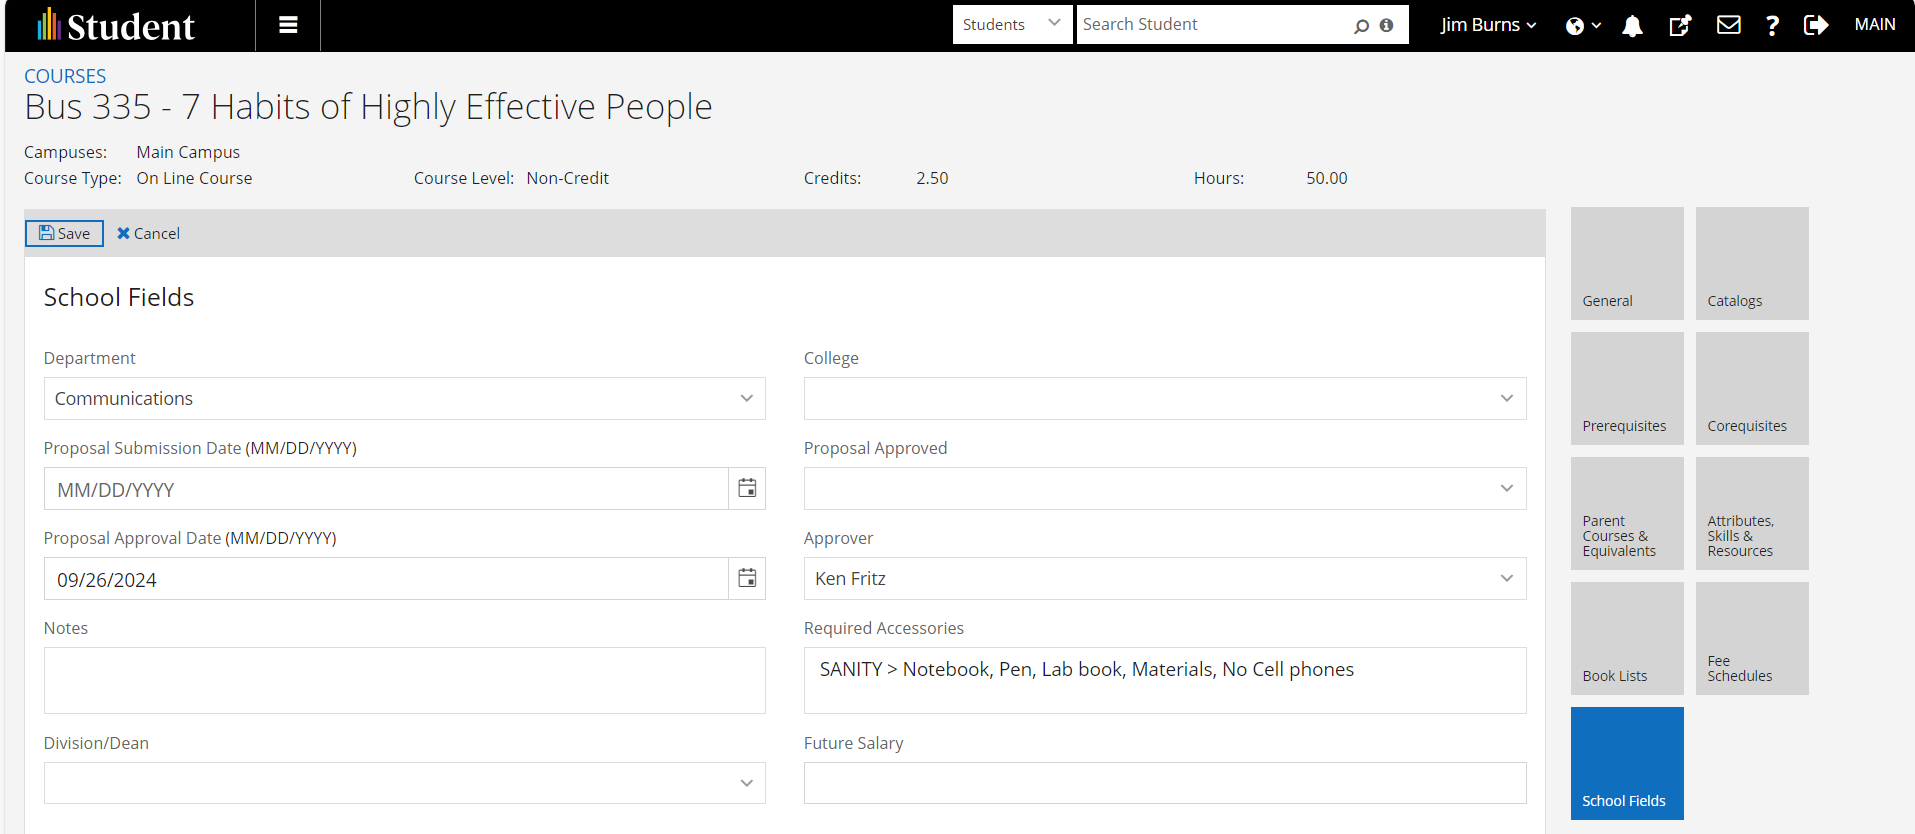 Student
Students
Search Student
Jim Burns
MAIN
COURSES
Bus 335 - 7 Habits of Highly Effective People
Campuses: Main Campus
Course Type: On Line Course Course Level: Non-Credit Credits: 2.50 Hours: 50.00
Save Cancel
School Fields
Department College
Communications
Proposal Submission Date (MM/DD/YYYY) Proposal Approved
MM/DD/YYYY
Proposal Approval Date (MM/DD/YYYY) Approver
09/26/2024 Ken Fritz
Notes Required Accessories
SANITY > Notebook, Pen, Lab book, Materials, No Cell phones
Division/Dean Future Salary
General Catalogs
Prerequisites Corequisites
Parent
Courses &
Equivalents
Attributes,
Skills &
Resources
Book Lists
Fee
Schedules
School Fields